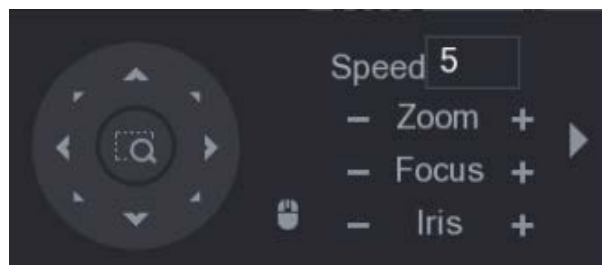 Speed 5
− Zoom +
− Focus +
− Iris +